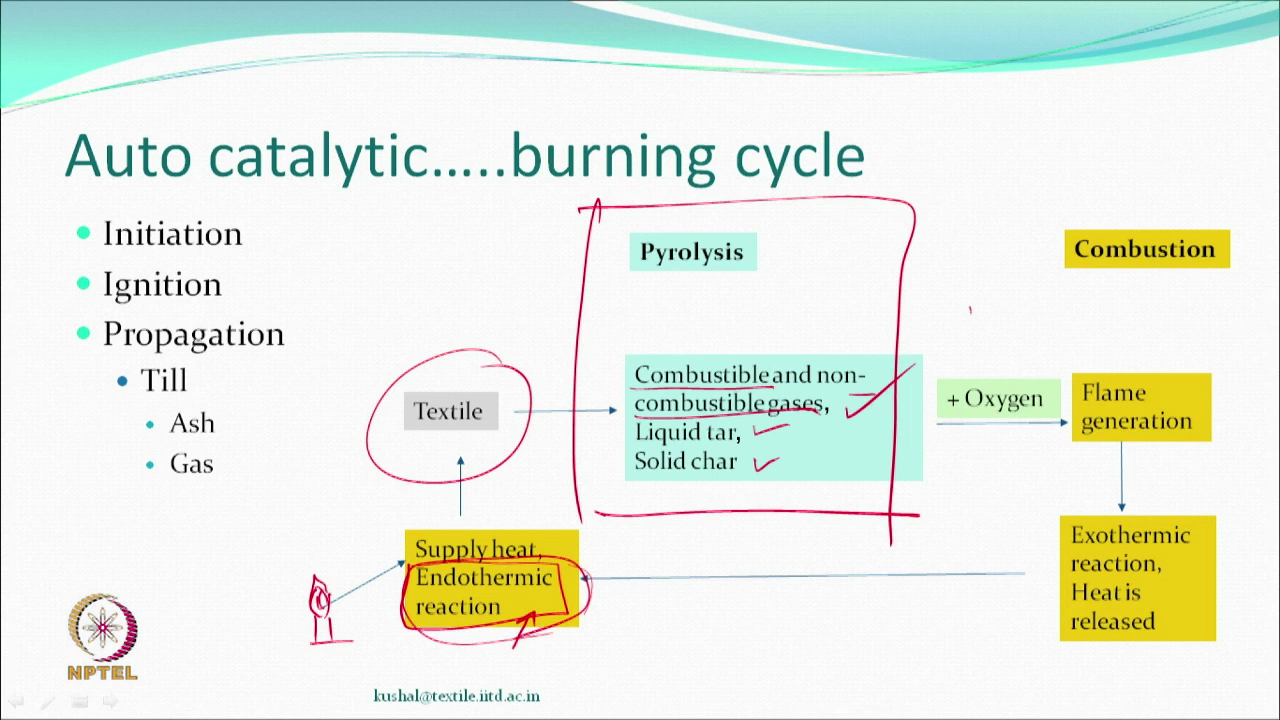 Auto catalytic.....burning cycle
Initiation
Ignition
Propagation
Till
Ash
Gas
Pyrolysis
Combustion
Textile
Combustible and non-
combustible gases,
Liquid tar,
Solid char
+ Oxygen
Flame
generation
Supply heat,
Endothermic
reaction
Exothermic
reaction,
Heat is
released
NPTEL
kushal@textile.iitd.ac.in